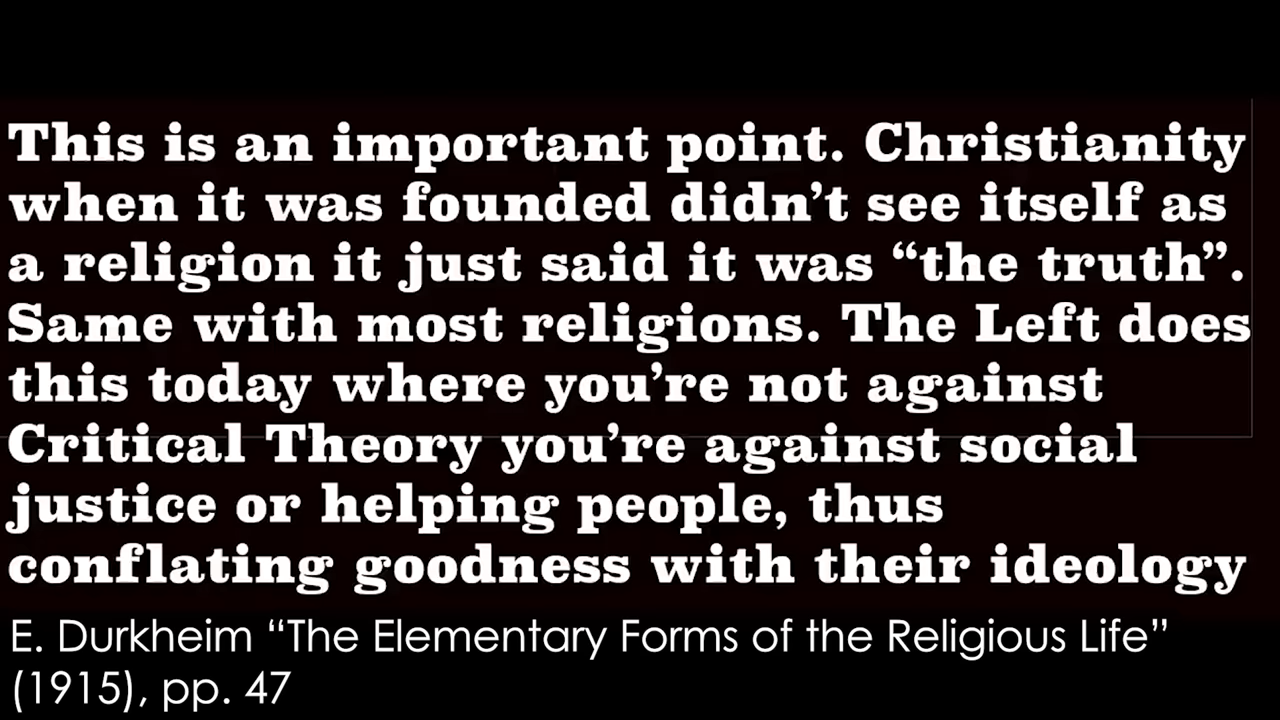 This is an important point. Christianity
when it was founded didn’t see itself as
a religion it just said it was “the truth”.
Same with most religions. The Left does
this today where you’re not against
Critical Theory you’re against social
justice or helping people, thus
conflating goodness with their ideology
E. Durkheim “The Elementary Forms of the Religious Life”
(1915), pp. 47